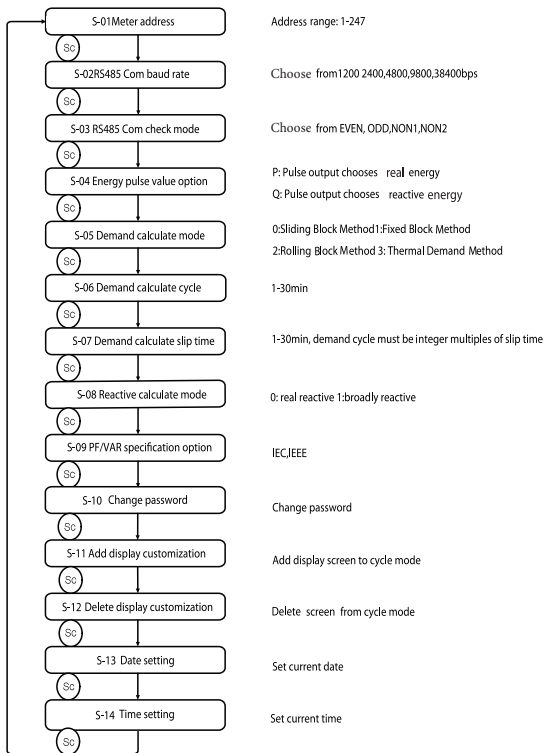 S-01Meter address
Address range: 1-247
Sc
S-02RS485 Com baud rate
Choose from1200 2400,4800,9800,38400bps
Sc
S-03 RS485 Com check mode
Choose from EVEN, ODD,NON1,NON2
Sc
S-04 Energy pulse value option
P: Pulse output chooses real energy
Q: Pulse output chooses reactive energy
Sc
S-05 Demand calculate mode
0:Sliding Block Method1:Fixed Block Method
2:Rolling Block Method 3: Thermal Demand Method
Sc
S-06 Demand calculate cycle
1-30min
Sc
S-07 Demand calculate slip time
1-30min, demand cycle must be integer multiples of slip time
Sc
S-08 Reactive calculate mode
0: real reactive 1:broadly reactive
Sc
S-09 PF/VAR specification option
IEC,IEEE
Sc
S-10 Change password
Change password
Sc
S-11 Add display customization
Add display screen to cycle mode
Sc
S-12 Delete display customization
Delete screen from cycle mode
Sc
S-13 Date setting
Set current date
Sc
S-14 Time setting
Set current time
Sc